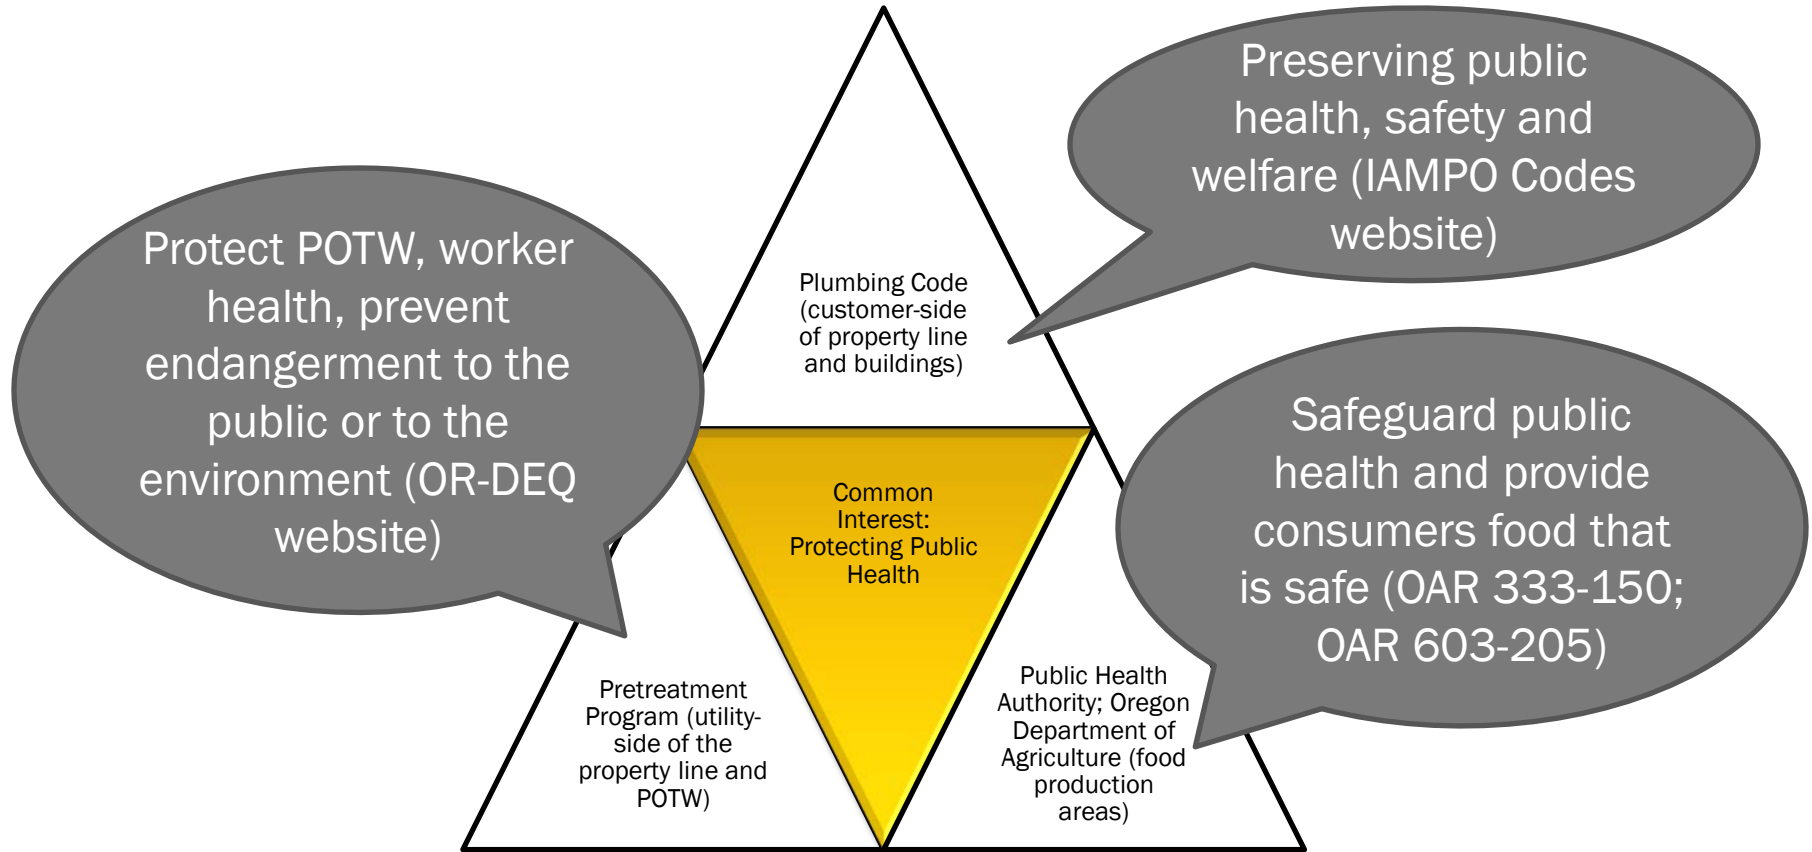 Preserving public
health, safety and
welfare (IAMPO Codes
website)
Protect POTW, worker
health, prevent
endangerment to the
public or to the
environment (OR-DEQ
website)
Plumbing Code
(customer-side
of property line
and buildings)
Safeguard public
health and provide
consumers food that
is safe (OAR 333-150;
OAR 603-205)
Common
Interest:
Protecting Public
Health
Pretreatment
Program (utility-
side of the
property line and
POTW)
Public Health
Authority; Oregon
Department of
Agriculture (food
production
areas)